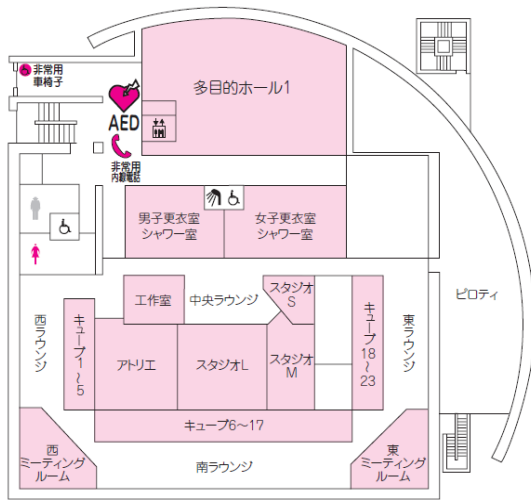 非常用
車椅子
AED
非常用
内線電話
多目的ホール1
男子更衣室
シャワー室
女子更衣室
シャワー室
工作室
中央ラウンジ
スタジオ
S
ピロティ
西ラウンジ
キューブ1～5
アトリエ
スタジオL
スタジオ
M
キューブ18～23
東ラウンジ
キューブ6～17
西
ミーティング
ルーム
南ラウンジ
東
ミーティング
ルーム